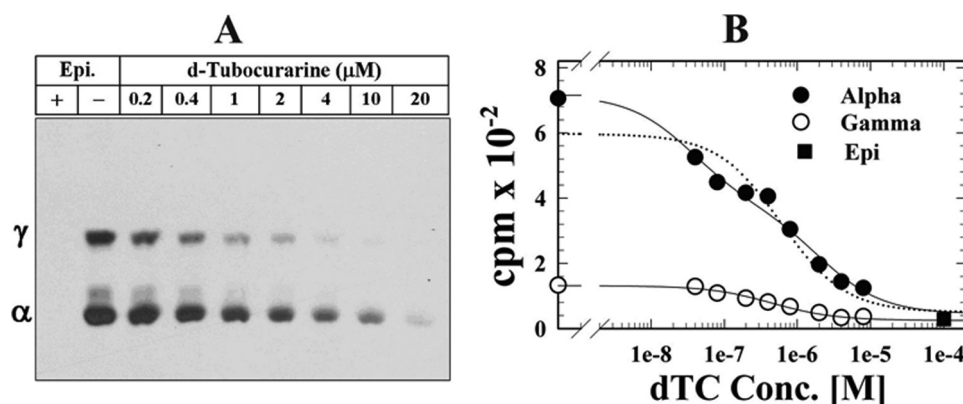 A
Epi. d-Tubocurarine (μM)
+ − 0.2 0.4 1 2 4 10 20
γ
α
B
8
6
4
2
0
Alpha
Gamma
Epi
cpm x 10⁻²
1e-8 1e-7 1e-6 1e-5 1e-4
dTC Conc. [M]